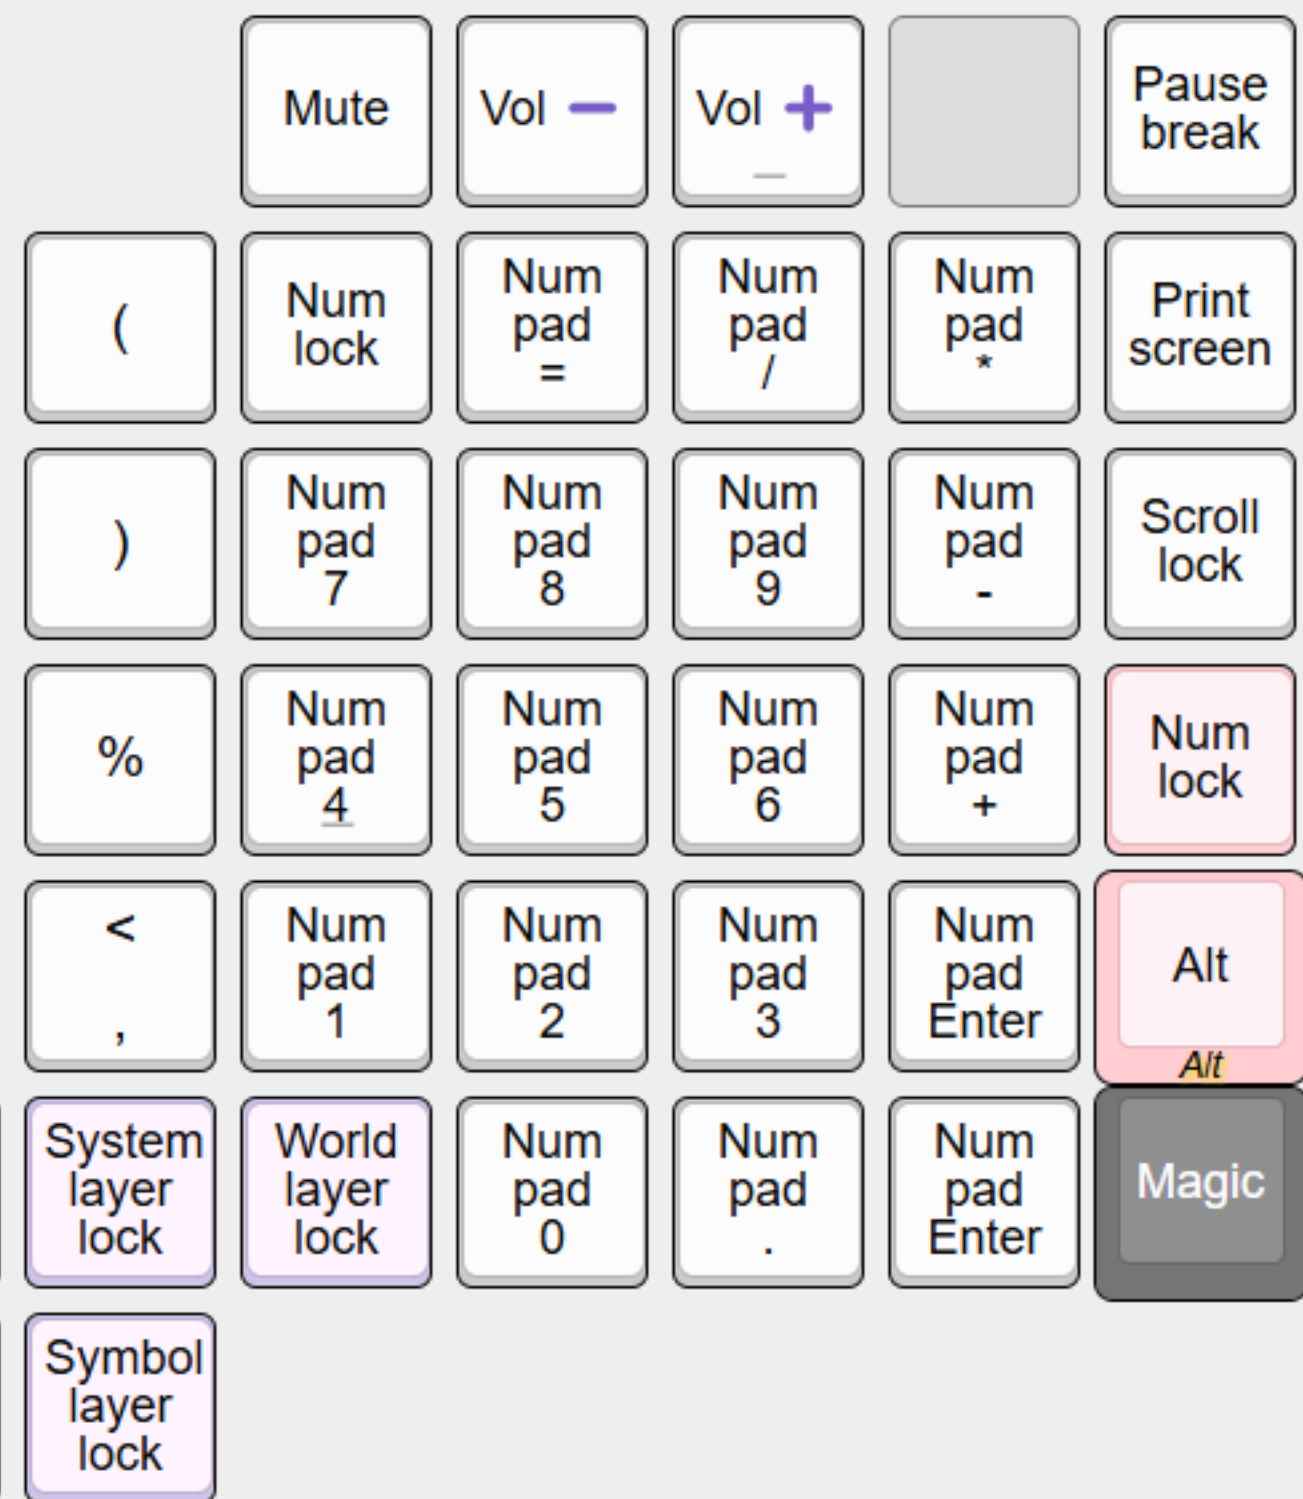 Mute
Vol −
Vol +
_
Pause
break
(
Num
lock
Num
pad
=
Num
pad
/
Num
pad
*
Print
screen
)
Num
pad
7
Num
pad
8
Num
pad
9
Num
pad
-
Scroll
lock
%
Num
pad
4
_
Num
pad
5
Num
pad
6
Num
pad
+
Num
lock
<
,
Num
pad
1
Num
pad
2
Num
pad
3
Num
pad
Enter
Alt
Alt
System
layer
lock
World
layer
lock
Num
pad
0
Num
pad
.
Num
pad
Enter
Magic
Symbol
layer
lock